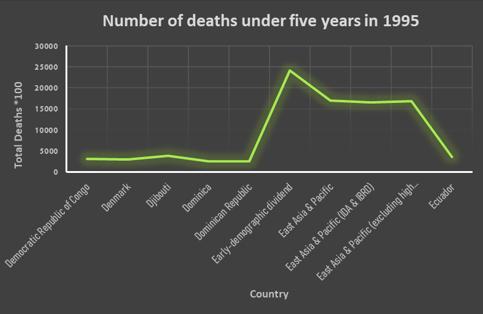 Number of deaths under five years in 1995
Total Deaths *100
30000
25000
20000
15000
10000
5000
0
Democratic Republic of Congo
Denmark
Djibouti
Dominica
Dominican Republic
Early-demographic dividend
East Asia & Pacific
East Asia & Pacific (IDA & IBRD)
East Asia & Pacific (excluding high...
Ecuador
Country